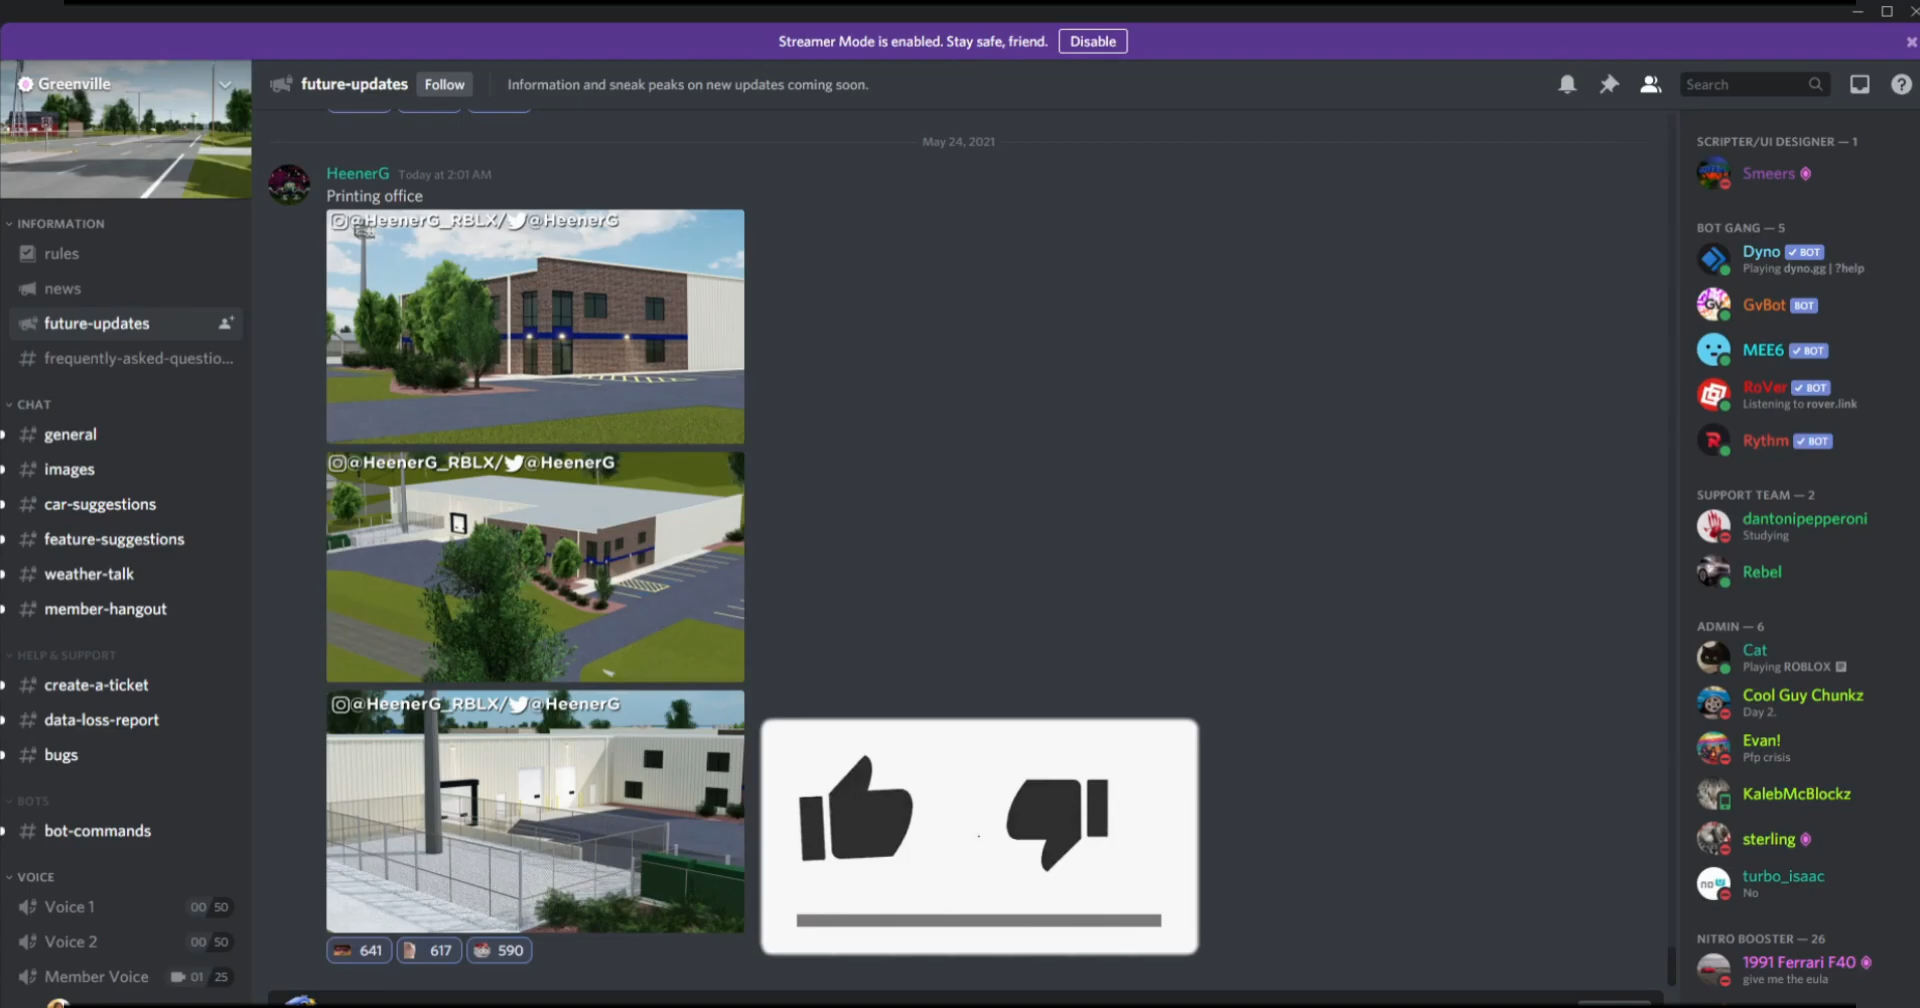 Streamer Mode is enabled. Stay safe, friend. Disable
Greenville
future-updates Follow Information and sneak peaks on new updates coming soon.
Search
INFORMATION
rules
news
future-updates
frequently-asked-questio...
CHAT
general
images
car-suggestions
feature-suggestions
weather-talk
member-hangout
HELP & SUPPORT
create-a-ticket
data-loss-report
bugs
BOTS
bot-commands
VOICE
Voice 1 00 50
Voice 2 00 50
Member Voice 01 25
May 24, 2021
HeenerG Today at 2:01 AM
Printing office
@HeenerG_RBLX/ @HeenerG
@HeenerG_RBLX/ @HeenerG
@HeenerG_RBLX/ @HeenerG
641 617 590
SCRIPTER/UI DESIGNER — 1
Smeers
BOT GANG — 5
Dyno BOT
Playing dyno.gg | ?help
GvBot BOT
MEE6 BOT
RoVer BOT
Listening to rover.link
Rythm BOT
SUPPORT TEAM — 2
dantonipepperoni
Studying
Rebel
ADMIN — 6
Cat
Playing ROBLOX
Cool Guy Chunkz
Day 2.
Evan!
Pfp crisis
KalebMcBlockz
sterling
turbo_isaac
No
NITRO BOOSTER — 26
1991 Ferrari F40
give me the eula